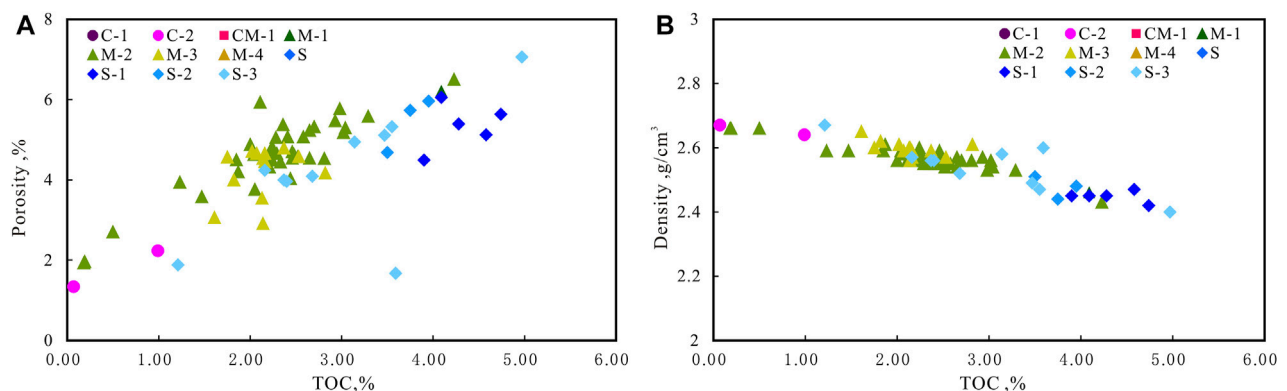 A
8
C-1 C-2 CM-1 M-1
M-2 M-3 M-4 S
S-1 S-2 S-3
6
4
2
0
Porosity ,%
0.00 1.00 2.00 3.00 4.00 5.00 6.00
TOC,%
B
3
C-1 C-2 CM-1 M-1
M-2 M-3 M-4 S
S-1 S-2 S-3
2.8
2.6
2.4
2.2
2
Density ,g/cm³
0.00 1.00 2.00 3.00 4.00 5.00 6.00
TOC,%